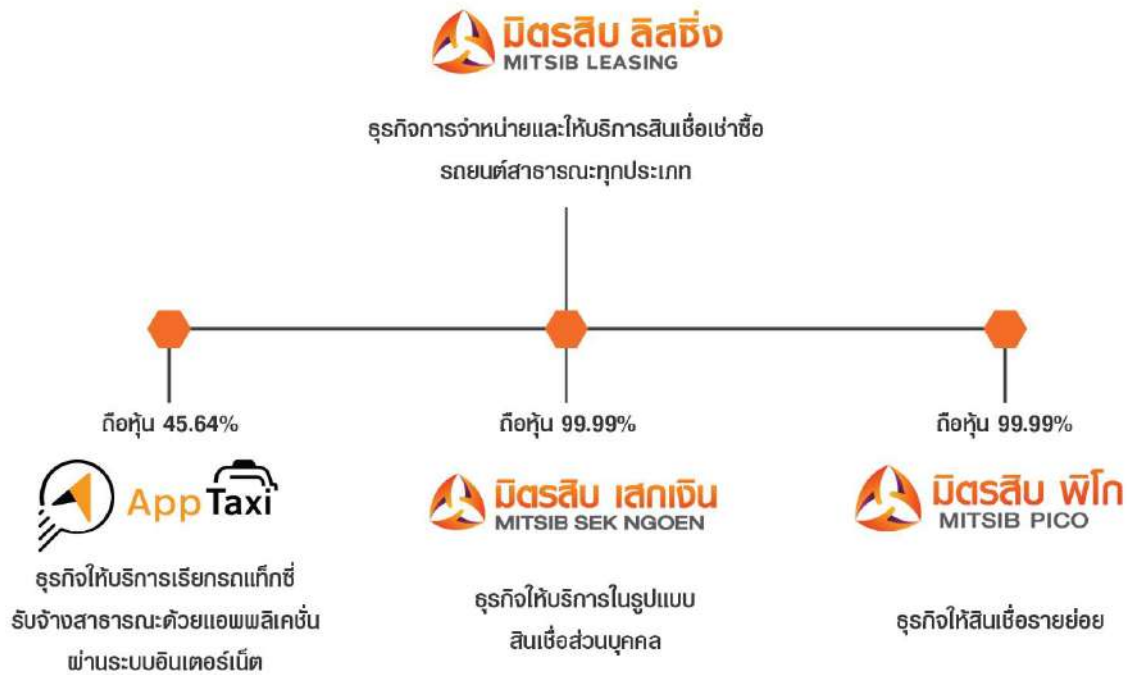 มิตรสิบ ลิสซิ่ง
MITSIB LEASING
ธุรกิจการจำหน่ายและให้บริการสินเชื่อเช่าซื้อ
รถยนต์สาธารณะทุกประเภท
ถือหุ้น 45.64%
App Taxi
ธุรกิจให้บริการเรียกรถแท็กซี่
รับจ้างสาธารณะด้วยแอพพลิเคชั่น
ผ่านระบบอินเตอร์เน็ต
ถือหุ้น 99.99%
มิตรสิบ เสกเงิน
MITSIB SEK NGOEN
ธุรกิจให้บริการในรูปแบบ
สินเชื่อส่วนบุคคล
ถือหุ้น 99.99%
มิตรสิบ พิโก
MITSIB PICO
ธุรกิจให้สินเชื่อรายย่อย